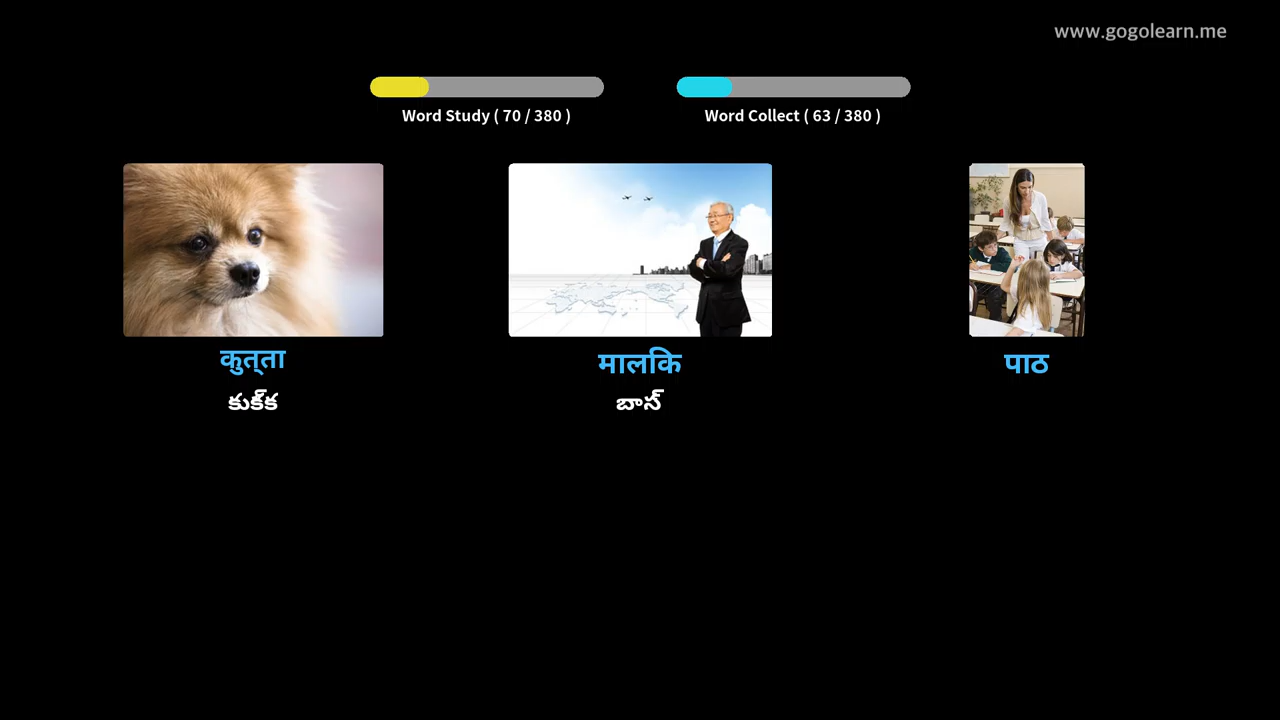 www.gogolearn.me
Word Study ( 70 / 380 )
Word Collect ( 63 / 380 )
कुत्‌ता
मालकि
पाठ
కుక్‌క
బాస్